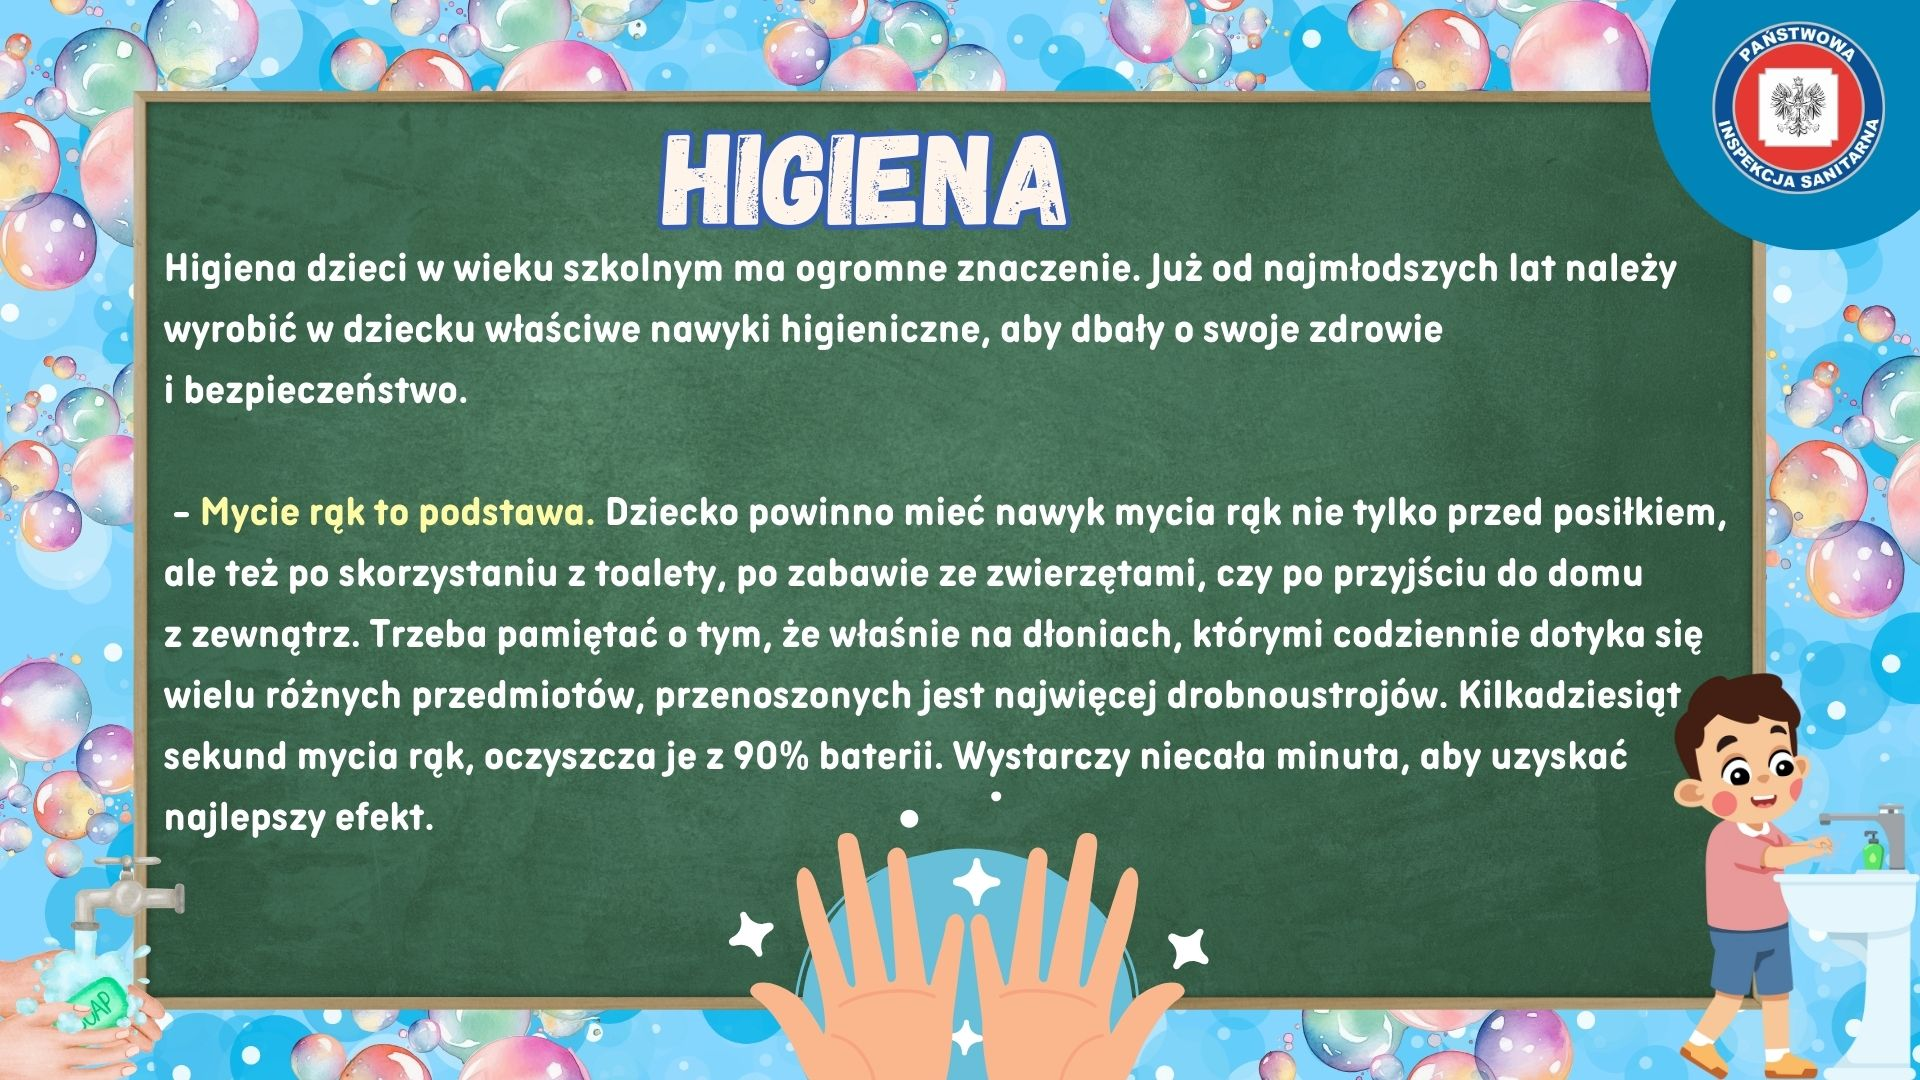 PAŃSTWOWA
INSPEKCJA SANITARNA
HIGIENA
Higiena dzieci w wieku szkolnym ma ogromne znaczenie. Już od najmłodszych lat należy
wyrobić w dziecku właściwe nawyki higieniczne, aby dbały o swoje zdrowie
i bezpieczeństwo.
– Mycie rąk to podstawa. Dziecko powinno mieć nawyk mycia rąk nie tylko przed posiłkiem,
ale też po skorzystaniu z toalety, po zabawie ze zwierzętami, czy po przyjściu do domu
z zewnątrz. Trzeba pamiętać o tym, że właśnie na dłoniach, którymi codziennie dotyka się
wielu różnych przedmiotów, przenoszonych jest najwięcej drobnoustrojów. Kilkadziesiąt
sekund mycia rąk, oczyszcza je z 90% baterii. Wystarczy niecała minuta, aby uzyskać
najlepszy efekt.
SOAP